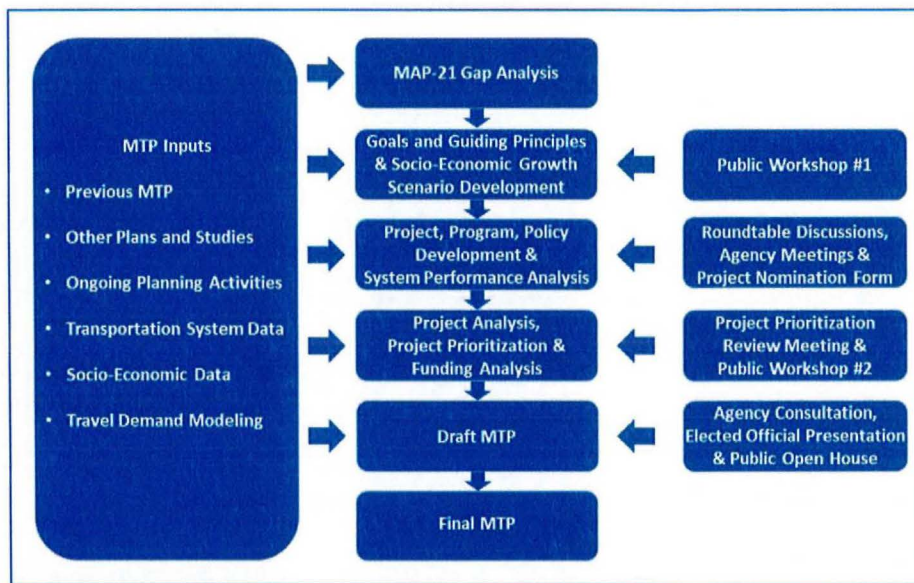 MTP Inputs
• Previous MTP
• Other Plans and Studies
• Ongoing Planning Activities
• Transportation System Data
• Socio-Economic Data
• Travel Demand Modeling
MAP-21 Gap Analysis
Goals and Guiding Principles
& Socio-Economic Growth
Scenario Development
Project, Program, Policy
Development &
System Performance Analysis
Project Analysis,
Project Prioritization &
Funding Analysis
Draft MTP
Final MTP
Public Workshop #1
Roundtable Discussions,
Agency Meetings &
Project Nomination Form
Project Prioritization
Review Meeting &
Public Workshop #2
Agency Consultation,
Elected Official Presentation
& Public Open House